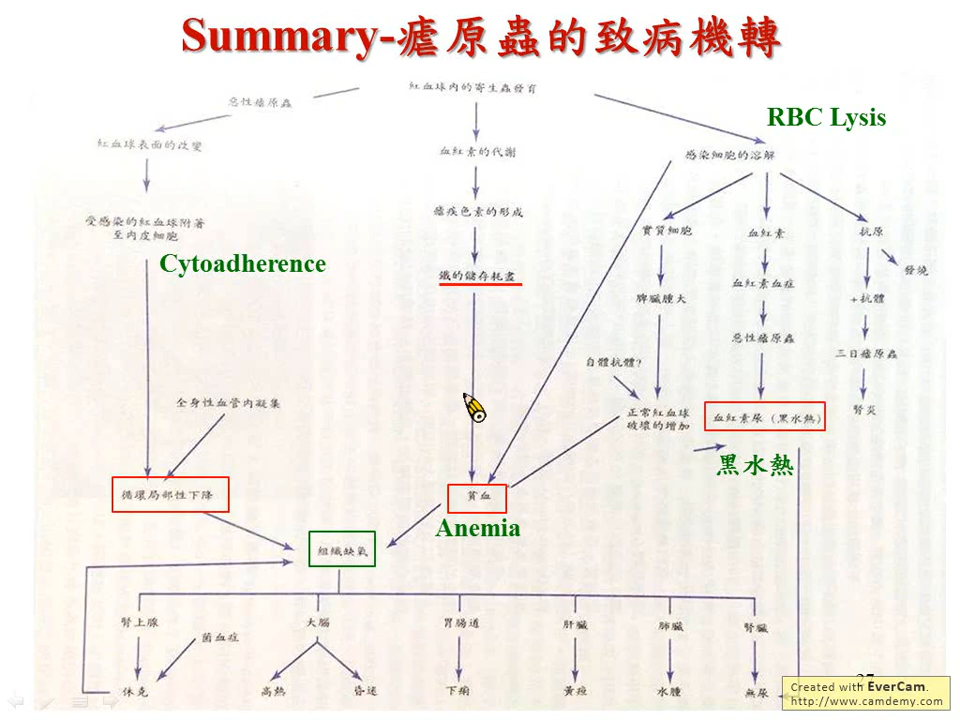 Summary-瘧原蟲的致病機轉
紅血球內的寄生蟲發育
惡性瘧原蟲
RBC Lysis
紅血球表面的改變
血紅素的代謝
感染細胞的溶解
受感染的紅血球附著
至內皮細胞
瘧疾色素的形成
實質細胞
血紅素
抗原
Cytoadherence
鐵的儲存耗盡
發燒
脾臟腫大
血紅素血症
+抗體
惡性瘧原蟲
三日瘧原蟲
自體抗體?
全身性血管內凝集
正常紅血球
破壞的增加
血紅素尿(黑水熱)
腎炎
黑水熱
循環局部性下降
貧血
Anemia
組織缺氧
腎上腺
大腦
胃腸道
肝臟
肺臟
腎臟
菌血症
休克
高熱
昏迷
下痢
黃疸
水腫
無尿
Created with EverCam.
http://www.camdemy.com